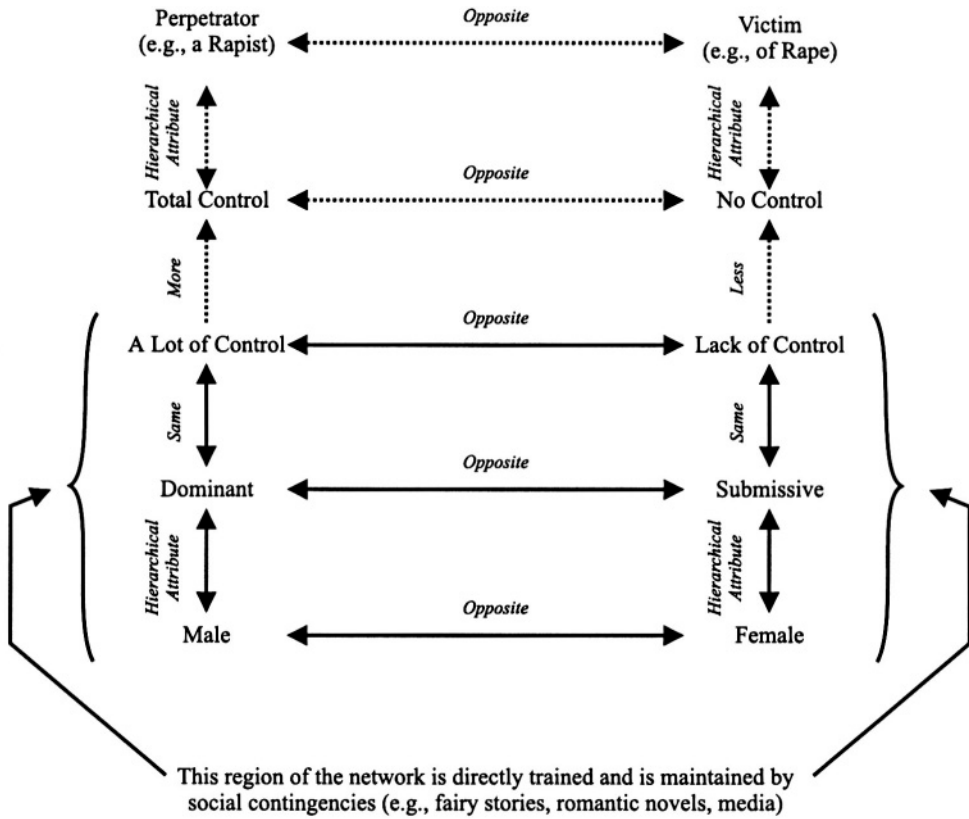 Perpetrator
(e.g., a Rapist)
Opposite
Victim
(e.g., of Rape)
Hierarchical
Attribute
Hierarchical
Attribute
Total Control
Opposite
No Control
More
Less
A Lot of Control
Opposite
Lack of Control
Same
Same
Dominant
Opposite
Submissive
Hierarchical
Attribute
Hierarchical
Attribute
Male
Opposite
Female
This region of the network is directly trained and is maintained by
social contingencies (e.g., fairy stories, romantic novels, media)